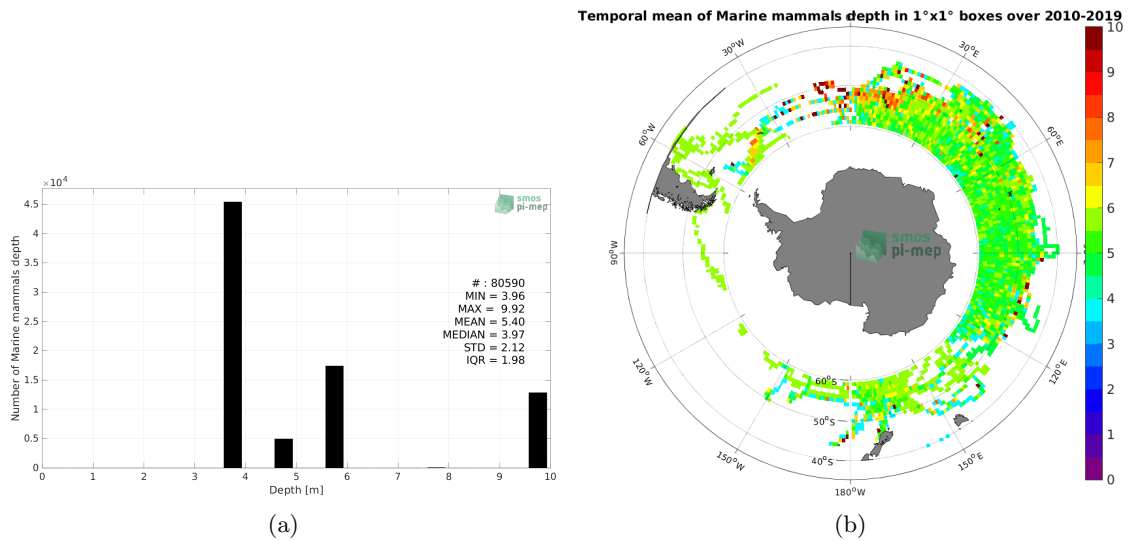 Temporal mean of Marine mammals depth in 1°x1° boxes over 2010-2019
×10⁴
4.5
4
3.5
3
2.5
2
1.5
1
0.5
0
Number of Marine mammals depth
smos
pi-mep
# : 80590
MIN = 3.96
MAX = 9.92
MEAN = 5.40
MEDIAN = 3.97
STD = 2.12
IQR = 1.98
0 1 2 3 4 5 6 7 8 9 10
Depth [m]
(a)
30°W
30°E
60°W
60°E
90°W
120°W
120°E
150°W
150°E
180°W
60°S
50°S
40°S
smos
pi-mep
10
9
8
7
6
5
4
3
2
1
0
(b)